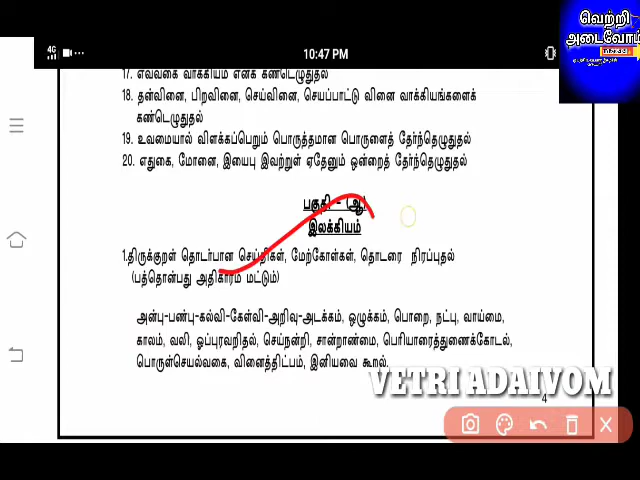 வெற்றி
அடைவோம்
4G
10:47 PM
17. எவ்வகை வாக்கியம் எனக் கண்டெழுதுதல்
18. தன்வினை, பிறவினை, செய்வினை, செயப்பாட்டு வினை வாக்கியங்களைக்
கண்டெழுதுதல்
19. உவமையால் விளக்கப்பெறும் பொருத்தமான பொருளைத் தேர்ந்தெழுதுதல்
20. எதுகை, மோனை, இயைபு இவற்றுள் ஏதேனும் ஒன்றைத் தேர்ந்தெழுதுதல்
பகுதி – (ஆ)
இலக்கியம்
1.திருக்குறள் தொடர்பான செய்திகள், மேற்கோள்கள், தொடரை நிரப்புதல்
(பத்தொன்பது அதிகாரம் மட்டும்)
அன்பு-பண்பு-கல்வி-கேள்வி-அறிவு-அடக்கம், ஒழுக்கம், பொறை, நட்பு, வாய்மை,
காலம், வலி, ஒப்புரவறிதல், செய்நன்றி, சான்றாண்மை, பெரியாரைத்துணைக்கோடல்,
பொருள்செயல்வகை, வினைத்திட்பம், இனியவை கூறல்.
VETRI ADAIVOM
4